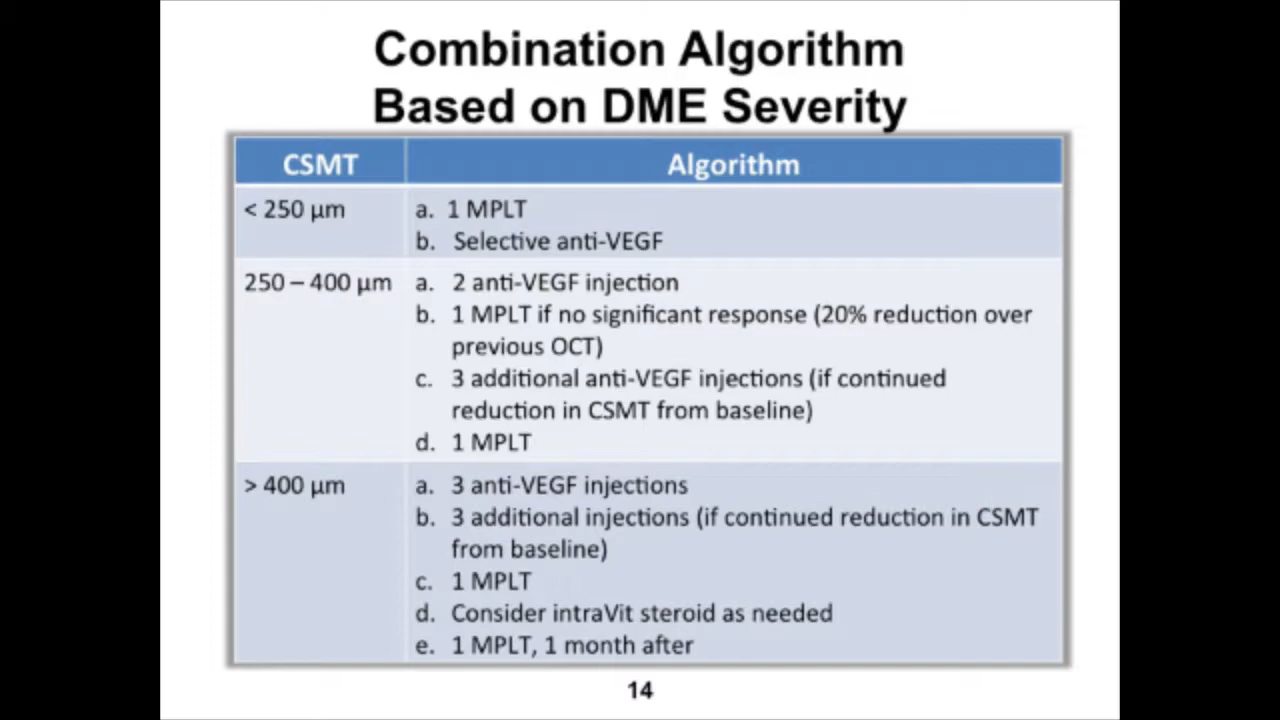 Combination Algorithm
Based on DME Severity
CSMT Algorithm
< 250 µm a. 1 MPLT
b. Selective anti-VEGF
250 – 400 µm a. 2 anti-VEGF injection
b. 1 MPLT if no significant response (20% reduction over
previous OCT)
c. 3 additional anti-VEGF injections (if continued
reduction in CSMT from baseline)
d. 1 MPLT
> 400 µm a. 3 anti-VEGF injections
b. 3 additional injections (if continued reduction in CSMT
from baseline)
c. 1 MPLT
d. Consider intraVit steroid as needed
e. 1 MPLT, 1 month after
14